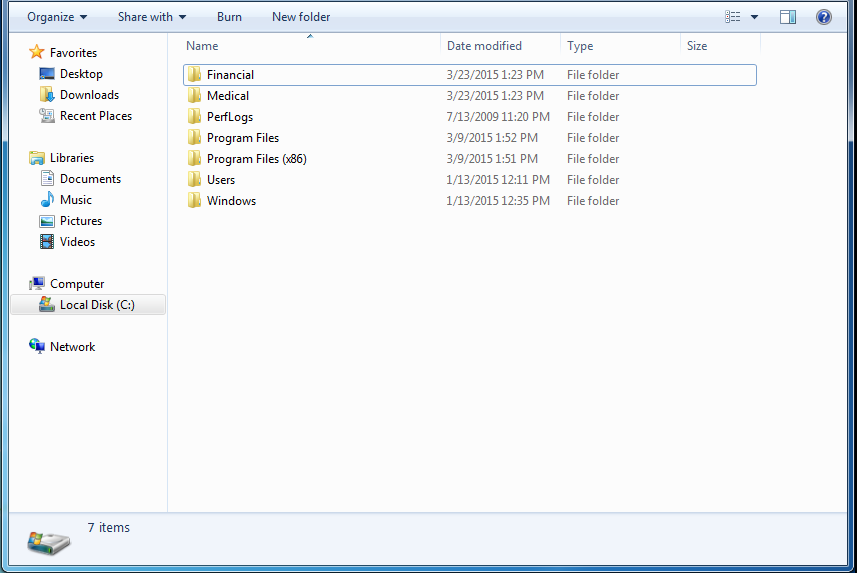 Organize Share with Burn New folder
Name Date modified Type Size
Favorites
Desktop
Downloads
Recent Places
Libraries
Documents
Music
Pictures
Videos
Computer
Local Disk (C:)
Network
Financial 3/23/2015 1:23 PM File folder
Medical 3/23/2015 1:23 PM File folder
PerfLogs 7/13/2009 11:20 PM File folder
Program Files 3/9/2015 1:52 PM File folder
Program Files (x86) 3/9/2015 1:51 PM File folder
Users 1/13/2015 12:11 PM File folder
Windows 1/13/2015 12:35 PM File folder
7 items